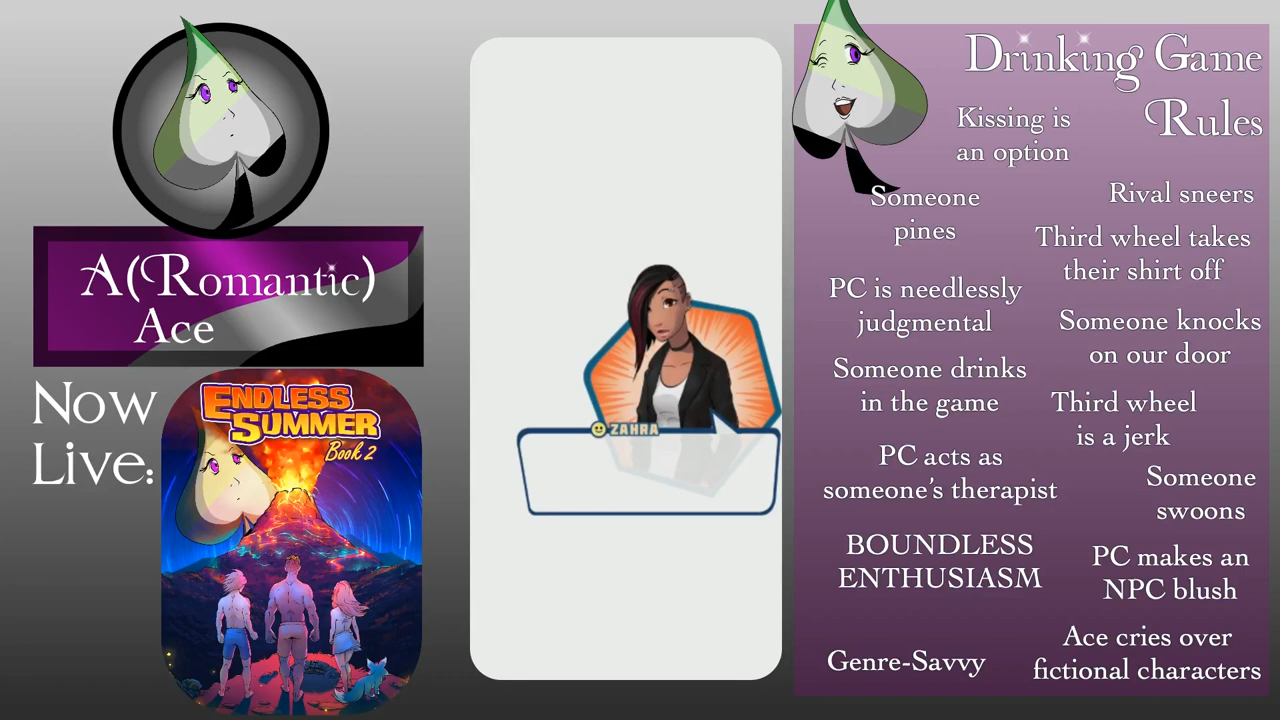 A(Romantic)
Ace
Now
Live:
ENDLESS
SUMMER
Book 2
ZAHRA
Drinking Game
Rules
Kissing is
an option
Someone
pines
Rival sneers
Third wheel takes
their shirt off
PC is needlessly
judgmental
Someone knocks
on our door
Someone drinks
in the game
Third wheel
is a jerk
PC acts as
someone's therapist
Someone
swoons
BOUNDLESS
ENTHUSIASM
PC makes an
NPC blush
Genre-Savvy
Ace cries over
fictional characters